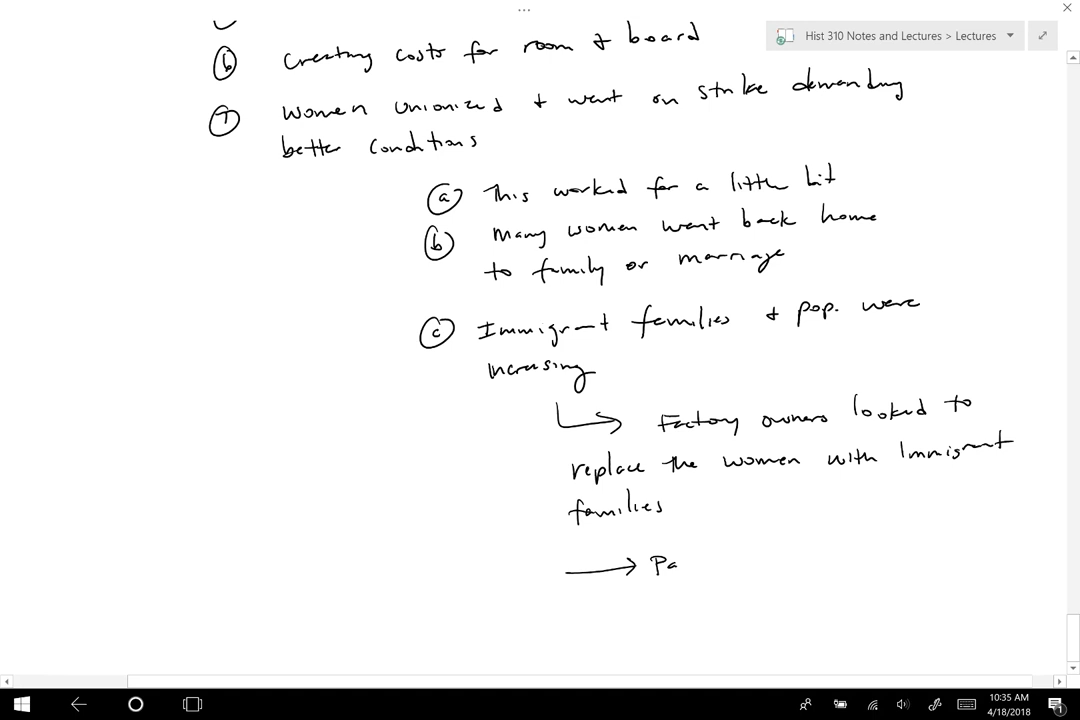 Hist 310 Notes and Lectures > Lectures
(b) Creating costs for room + board
(7) Women unionized + went on strike demanding
better conditions
(a) This worked for a little bit
(b) Many women went back home
to family or marriage
(c) Immigrant families + pop. were
increasing
Factory owners looked to
replace the women with Immigrant
families
→ Pa
10:35 AM
4/18/2018
1